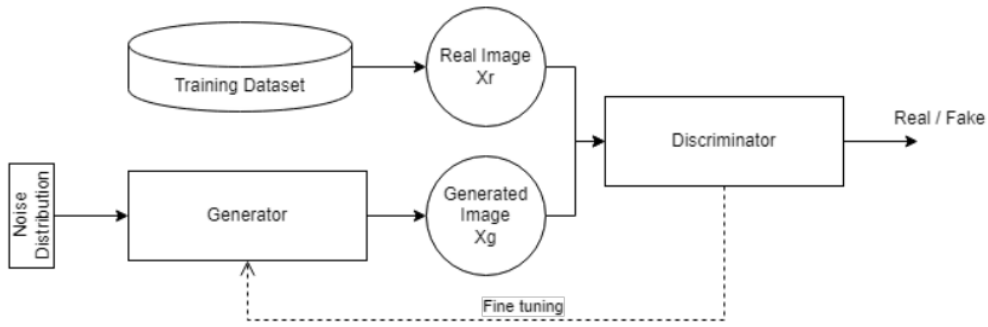 Training Dataset
Real Image
Xr
Discriminator
Real / Fake
Noise
Distribution
Generator
Generated
Image
Xg
Fine tuning